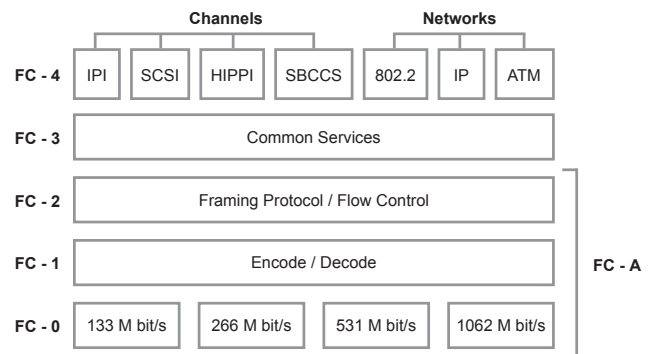 Channels Networks
FC - 4 IPI SCSI HIPPI SBCCS 802.2 IP ATM
FC - 3 Common Services
FC - 2 Framing Protocol / Flow Control
FC - 1 Encode / Decode
FC - A
FC - 0 133 M bit/s 266 M bit/s 531 M bit/s 1062 M bit/s